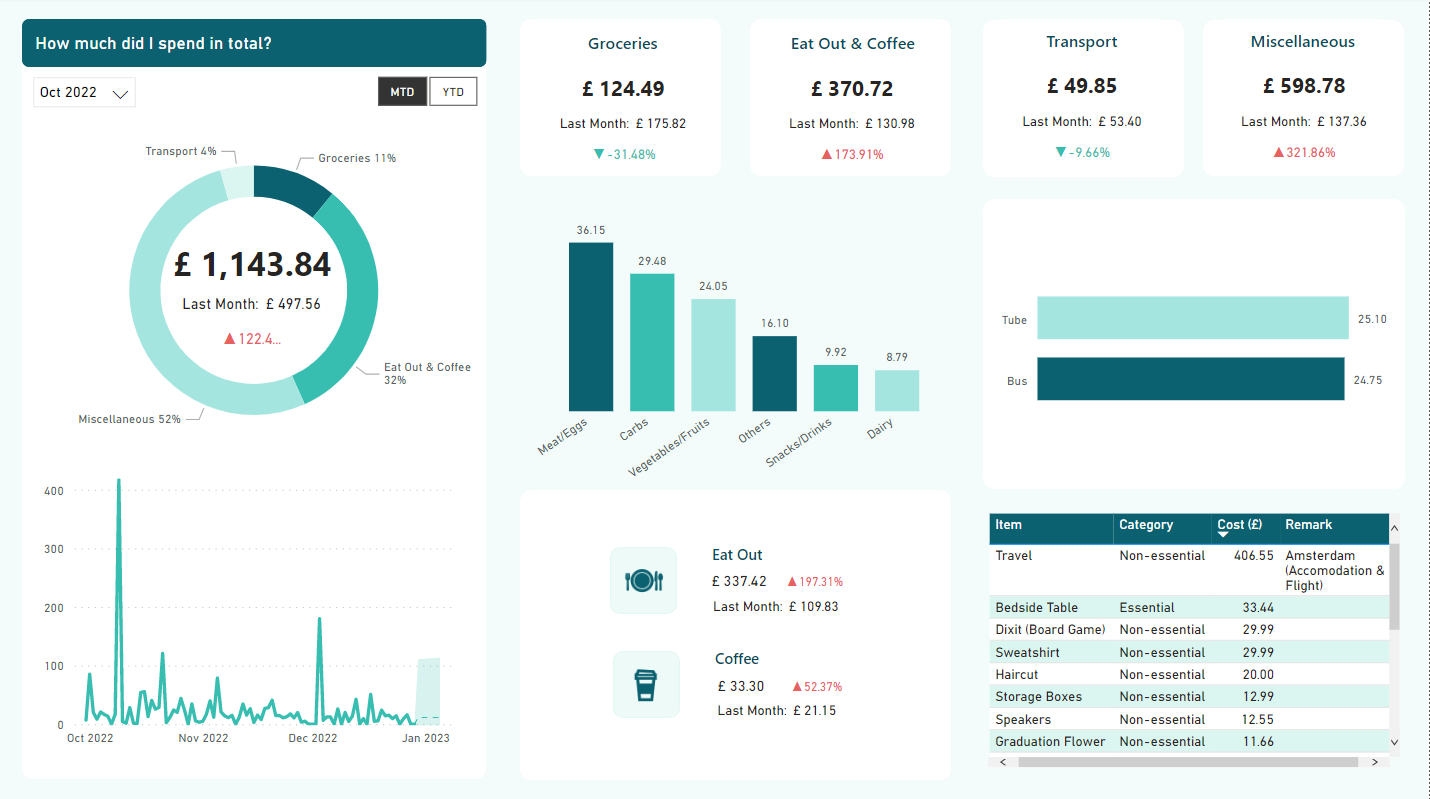 How much did I spend in total?
Oct 2022
MTD
YTD
Transport 4%
Groceries 11%
£ 1,143.84
Last Month: £ 497.56
▲122.4...
Eat Out & Coffee
32%
Miscellaneous 52%
400
300
200
100
0
Oct 2022
Nov 2022
Dec 2022
Jan 2023
Groceries
£ 124.49
Last Month: £ 175.82
▼-31.48%
Eat Out & Coffee
£ 370.72
Last Month: £ 130.98
▲173.91%
Transport
£ 49.85
Last Month: £ 53.40
▼-9.66%
Miscellaneous
£ 598.78
Last Month: £ 137.36
▲321.86%
36.15
29.48
24.05
16.10
9.92
8.79
Meat/Eggs
Carbs
Vegetables/Fruits
Others
Snacks/Drinks
Dairy
Tube
25.10
Bus
24.75
Eat Out
£ 337.42 ▲197.31%
Last Month: £ 109.83
Coffee
£ 33.30 ▲52.37%
Last Month: £ 21.15
Item Category Cost (£) Remark
Travel Non-essential 406.55 Amsterdam
(Accomodation &
Flight)
Bedside Table Essential 33.44
Dixit (Board Game) Non-essential 29.99
Sweatshirt Non-essential 29.99
Haircut Non-essential 20.00
Storage Boxes Non-essential 12.99
Speakers Non-essential 12.55
Graduation Flower Non-essential 11.66